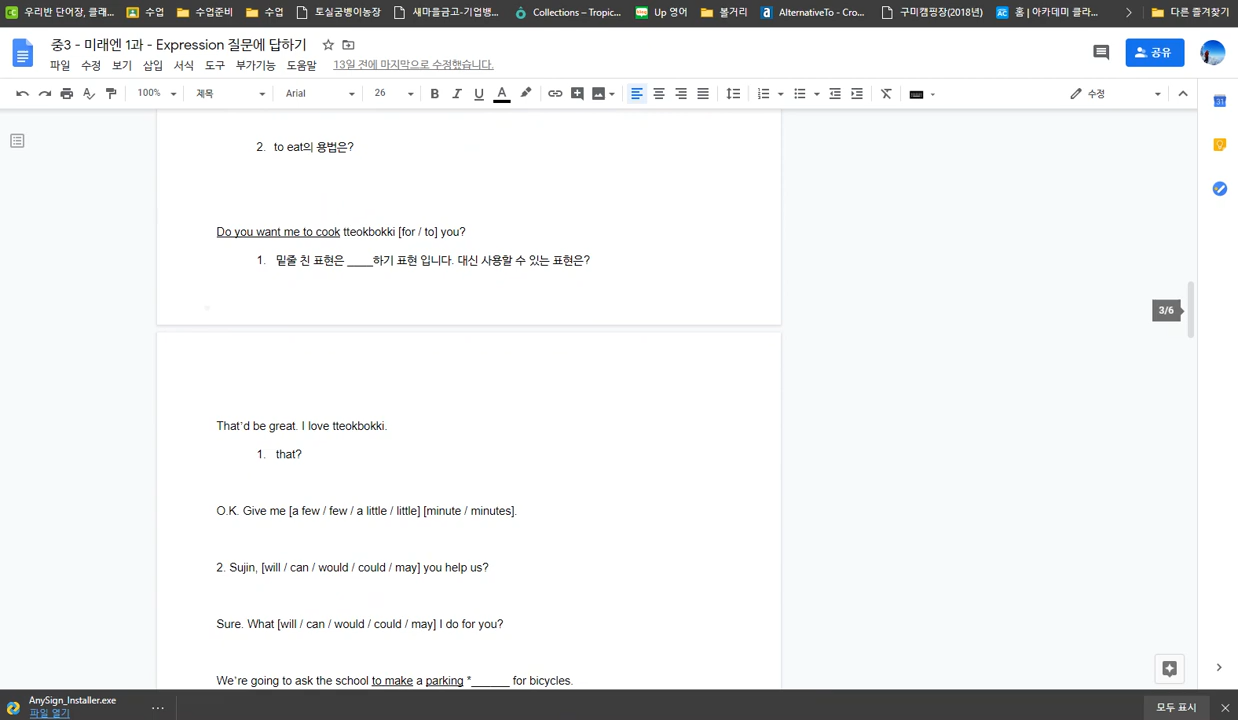 우리반 단어장, 클래... 수업 수업준비 수업 토실굼벵이농장 새마을금고-기업뱅... Collections – Tropic... Up 영어 볼거리 AlternativeTo - Cro... 구미캠핑장(2018년) AC 홈 | 아카데미 클라... 다른 즐겨찾기
중3 - 미래엔 1과 - Expression 질문에 답하기
공유
파일 수정 보기 삽입 서식 도구 부가기능 도움말 13일 전에 마지막으로 수정했습니다.
100% 제목 Arial 26 B I U A 수정
31
2. to eat의 용법은?
Do you want me to cook tteokbokki [for / to] you?
1. 밑줄 친 표현은 ____하기 표현 입니다. 대신 사용할 수 있는 표현은?
3/6
That’d be great. I love tteokbokki.
1. that?
O.K. Give me [a few / few / a little / little] [minute / minutes].
2. Sujin, [will / can / would / could / may] you help us?
Sure. What [will / can / would / could / may] I do for you?
We’re going to ask the school to make a parking *______ for bicycles.
AnySign_Installer.exe
파일 열기
모두 표시